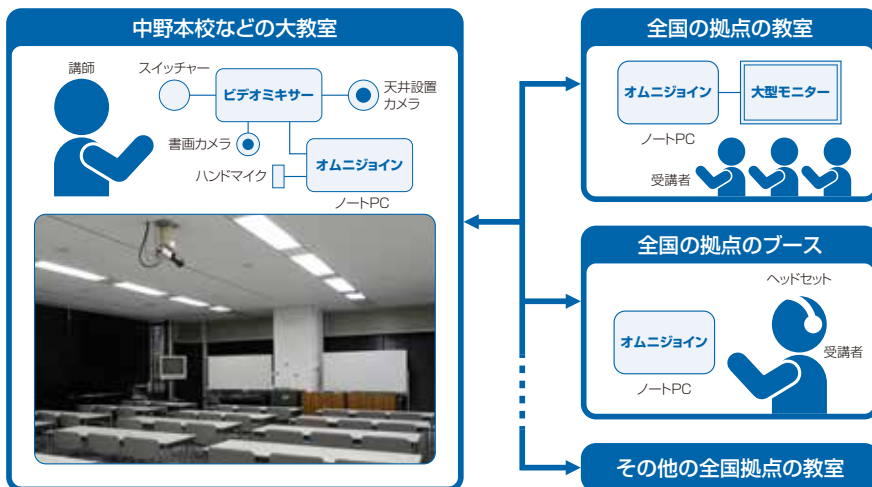 中野本校などの大教室
講師
スイッチャー
ビデオミキサー
天井設置
カメラ
書画カメラ
ハンドマイク
オムニジョイン
ノートPC
全国の拠点の教室
オムニジョイン
大型モニター
ノートPC
受講者
全国の拠点のブース
ヘッドセット
オムニジョイン
受講者
ノートPC
その他の全国拠点の教室